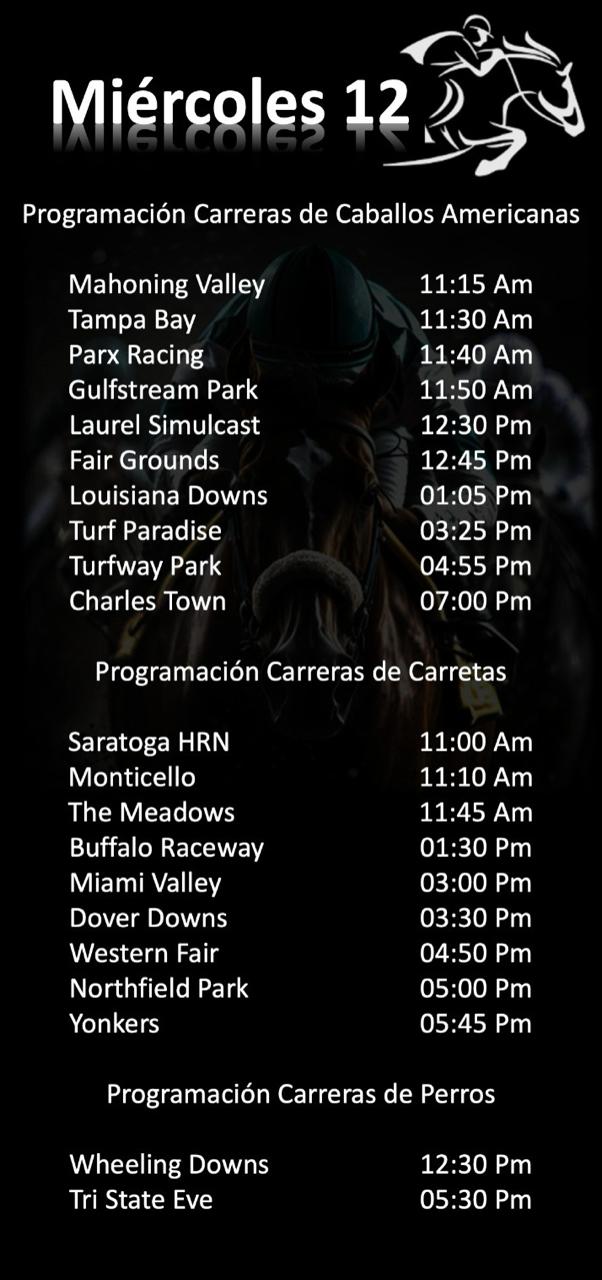 Miércoles 12
Programación Carreras de Caballos Americanas
Mahoning Valley 11:15 Am
Tampa Bay 11:30 Am
Parx Racing 11:40 Am
Gulfstream Park 11:50 Am
Laurel Simulcast 12:30 Pm
Fair Grounds 12:45 Pm
Louisiana Downs 01:05 Pm
Turf Paradise 03:25 Pm
Turfway Park 04:55 Pm
Charles Town 07:00 Pm
Programación Carreras de Carretas
Saratoga HRN 11:00 Am
Monticello 11:10 Am
The Meadows 11:45 Am
Buffalo Raceway 01:30 Pm
Miami Valley 03:00 Pm
Dover Downs 03:30 Pm
Western Fair 04:50 Pm
Northfield Park 05:00 Pm
Yonkers 05:45 Pm
Programación Carreras de Perros
Wheeling Downs 12:30 Pm
Tri State Eve 05:30 Pm